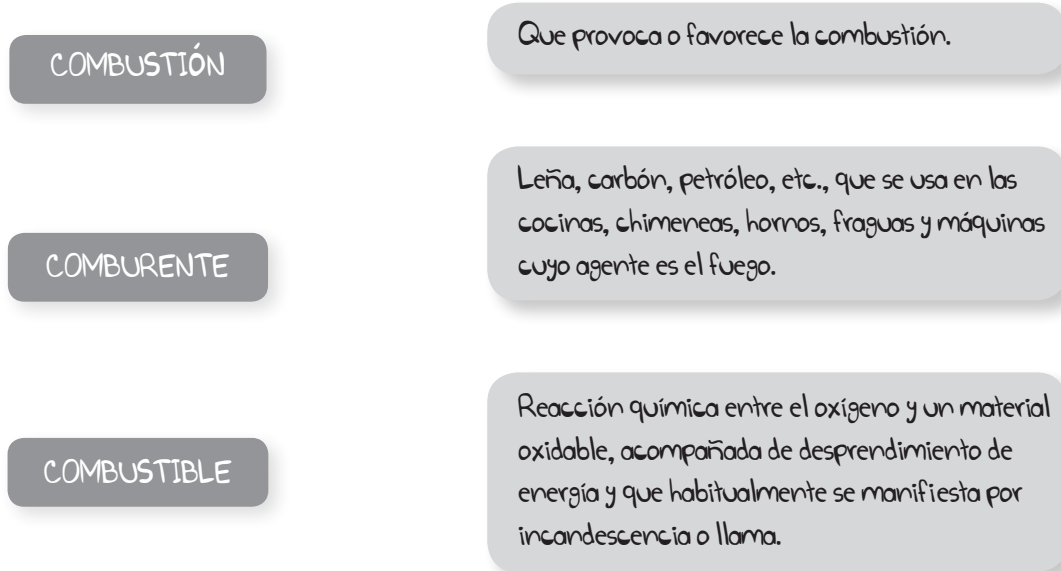 COMBUSTIÓN
Que provoca o favorece la combustión.
COMBURENTE
Leña, carbón, petróleo, etc., que se usa en las
cocinas, chimeneas, hornos, fraguas y máquinas
cuyo agente es el fuego.
COMBUSTIBLE
Reacción química entre el oxígeno y un material
oxidable, acompañada de desprendimiento de
energía y que habitualmente se manifiesta por
incandescencia o llama.